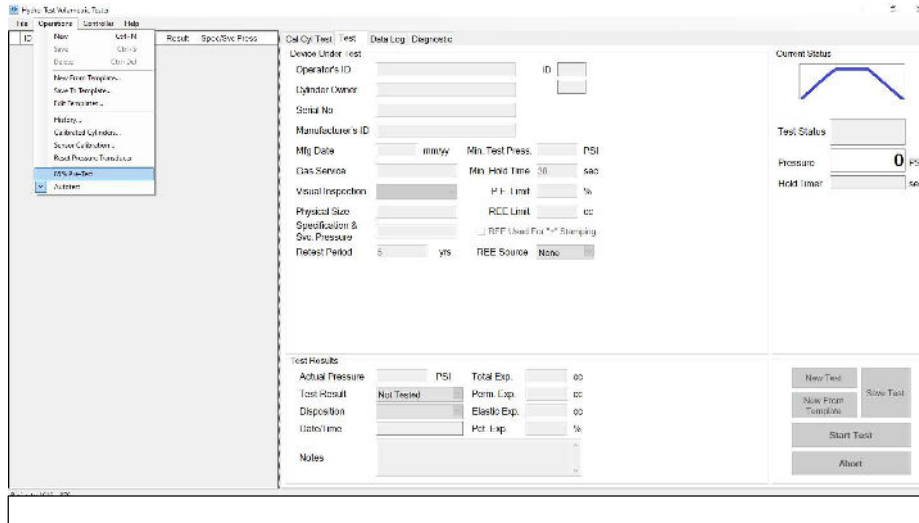 Hydro Test Volumetric Tester
File Operations Controller Help
ID Result Spec/Svc Press
New Ctrl-N
Save Ctrl-S
Delete Ctrl-Del
New From Template...
Save To Template...
Edit Templates...
History...
Calibrated Cylinders...
Sensor Calibration...
Reset Pressure Transducer
85% Pre-Test
Autotest
Cal Cyl Test Test Data Log Diagnostic
Device Under Test
Operator's ID ID
Cylinder Owner
Serial No
Manufacturer's ID
Mfg Date mm/yy Min. Test Press. PSI
Gas Service Min. Hold Time 30 sec
Visual Inspection P.E. Limit %
Physical Size REE Limit cc
Specification &
Svc. Pressure
REE Used For "+" Stamping
Retest Period 5 yrs REE Source None
Current Status
Test Status
Pressure 0 PS
Hold Timer se
Test Results
Actual Pressure PSI Total Exp. cc
Test Result Not Tested Perm. Exp. cc
Disposition Elastic Exp. cc
Date/Time Pct. Exp. %
Notes
New Test
New From
Template
Save Test
Start Test
Abort